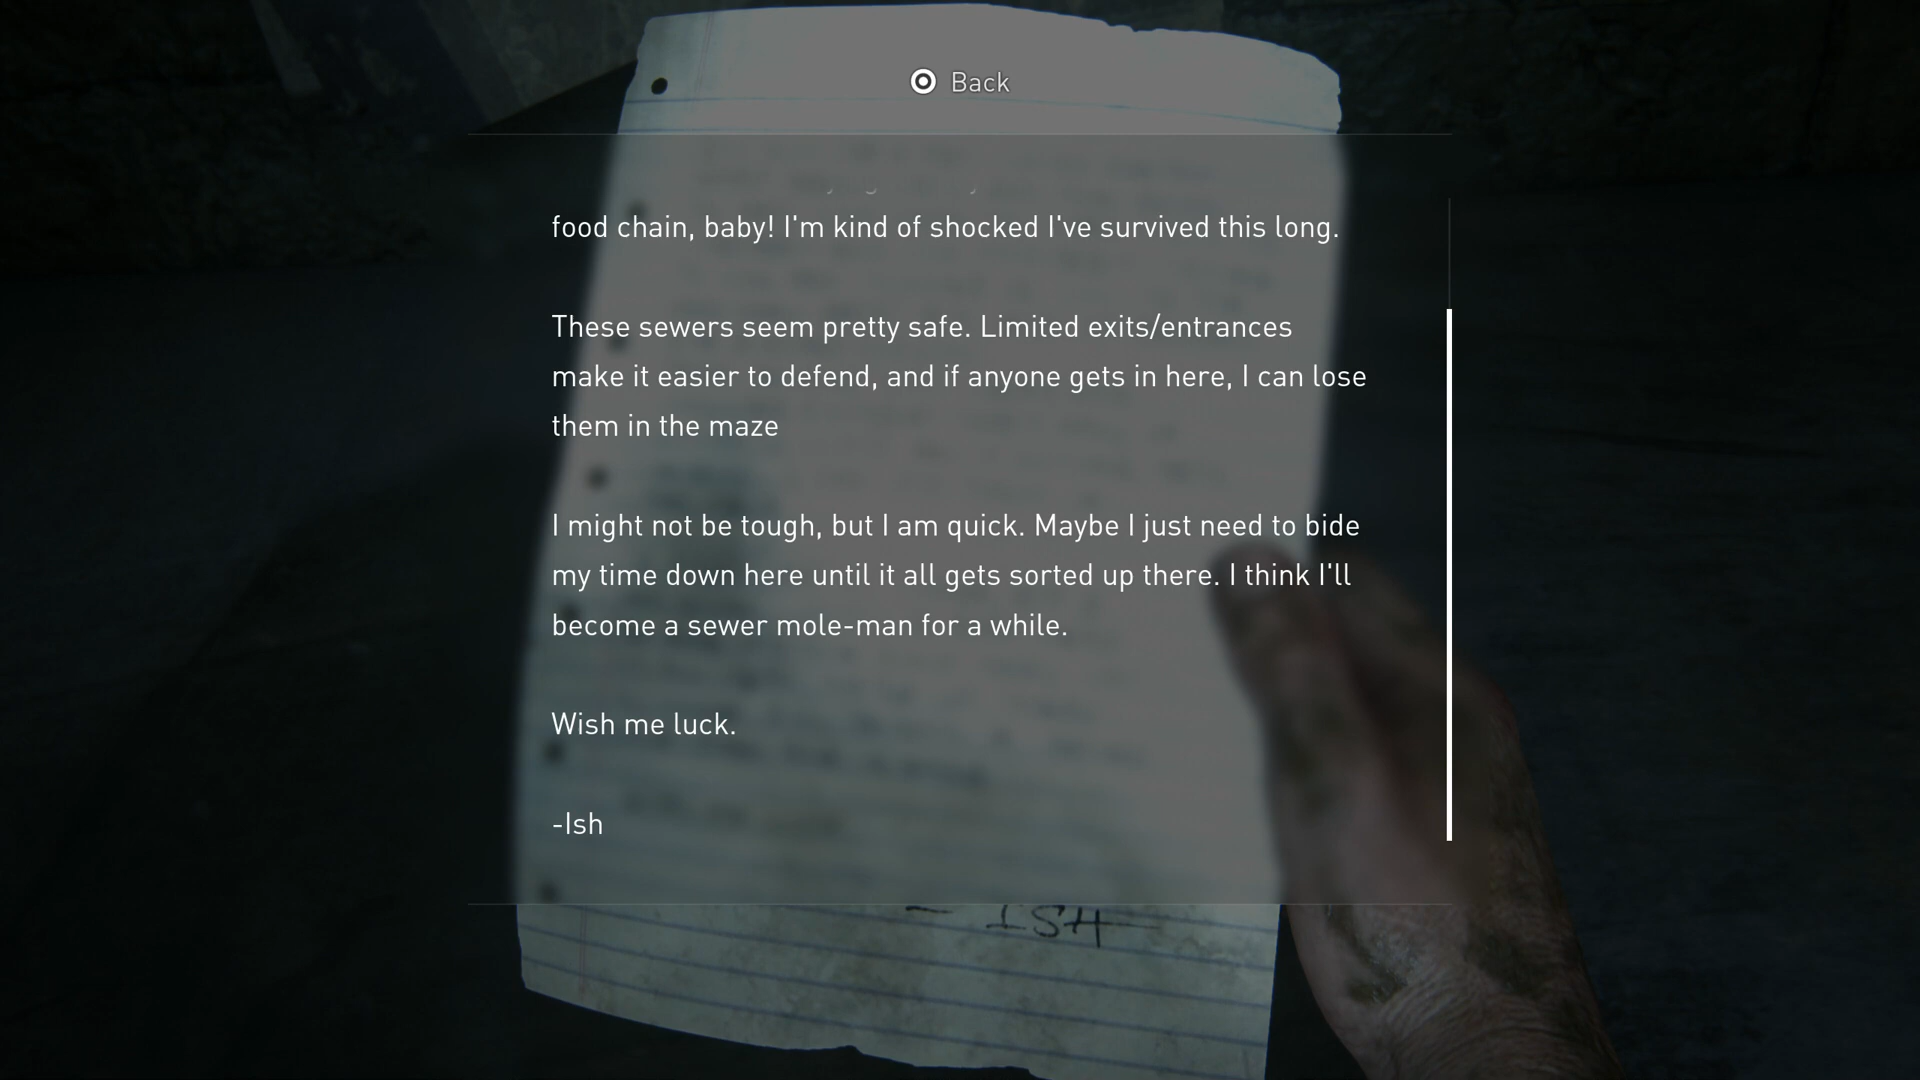 Back
food chain, baby! I'm kind of shocked I've survived this long.
These sewers seem pretty safe. Limited exits/entrances
make it easier to defend, and if anyone gets in here, I can lose
them in the maze
I might not be tough, but I am quick. Maybe I just need to bide
my time down here until it all gets sorted up there. I think I'll
become a sewer mole-man for a while.
Wish me luck.
-Ish
- ISH